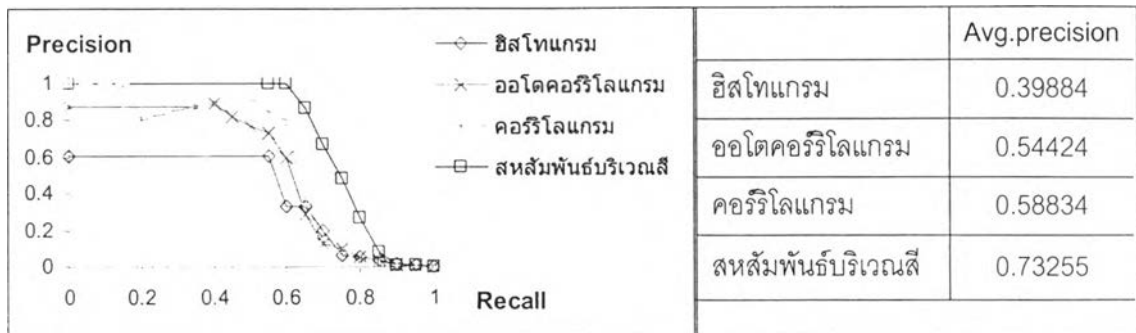 Precision
1
0.8
0.6
0.4
0.2
0
0 0.2 0.4 0.6 0.8 1
Recall
ฮิสโทแกรม
ออโตคอร์ริโลแกรม
คอร์ริโลแกรม
สหสัมพันธ์บริเวณสี
Avg.precision
ฮิสโทแกรม 0.39884
ออโตคอร์ริโลแกรม 0.54424
คอร์ริโลแกรม 0.58834
สหสัมพันธ์บริเวณสี 0.73255